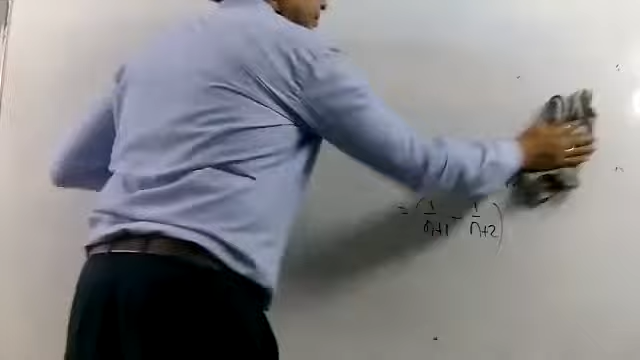 = (1/n+1 - 1/n+2)